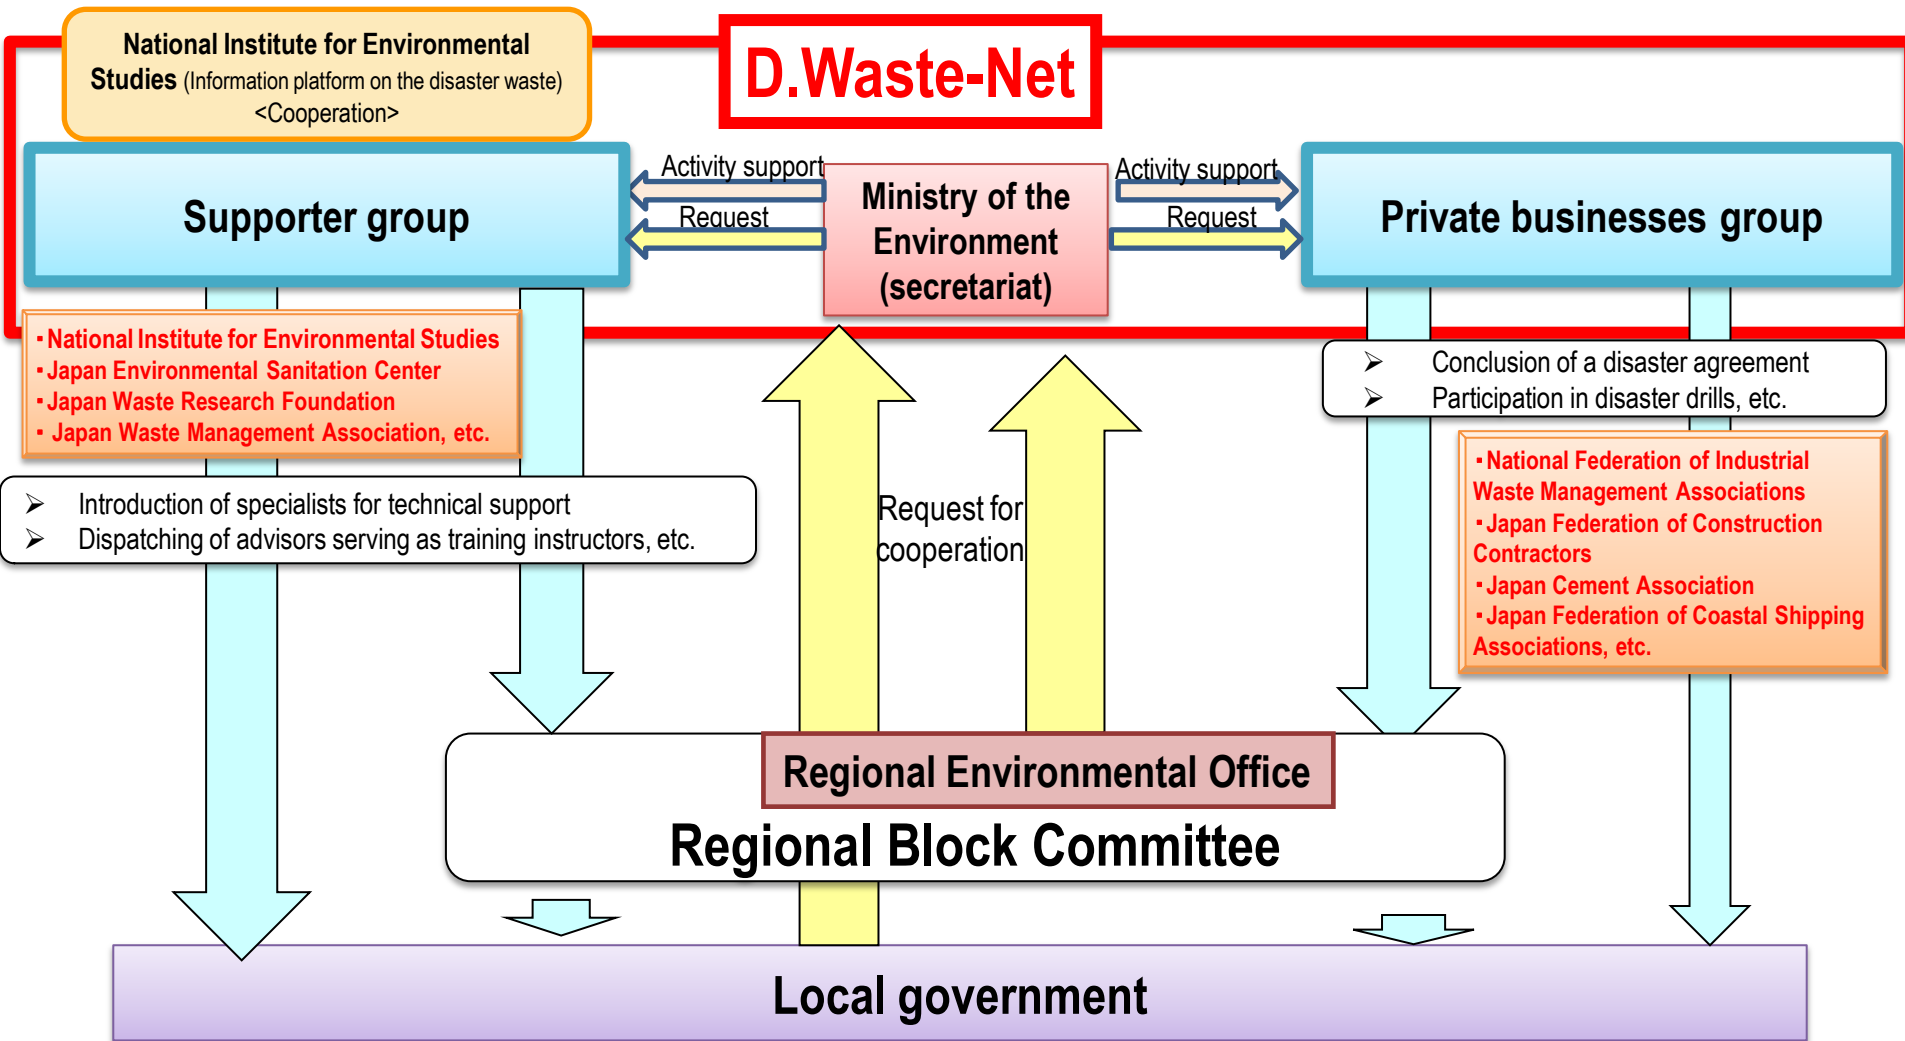 National Institute for Environmental
Studies (Information platform on the disaster waste)
<Cooperation>
D.Waste-Net
Supporter group
Activity support
Request
Ministry of the
Environment
(secretariat)
Activity support
Request
Private businesses group
▪National Institute for Environmental Studies
▪Japan Environmental Sanitation Center
▪Japan Waste Research Foundation
▪ Japan Waste Management Association, etc.
➢ Conclusion of a disaster agreement
➢ Participation in disaster drills, etc.
➢ Introduction of specialists for technical support
➢ Dispatching of advisors serving as training instructors, etc.
Request for
cooperation
▪National Federation of Industrial
Waste Management Associations
▪Japan Federation of Construction
Contractors
▪Japan Cement Association
▪Japan Federation of Coastal Shipping
Associations, etc.
Regional Environmental Office
Regional Block Committee
Local government